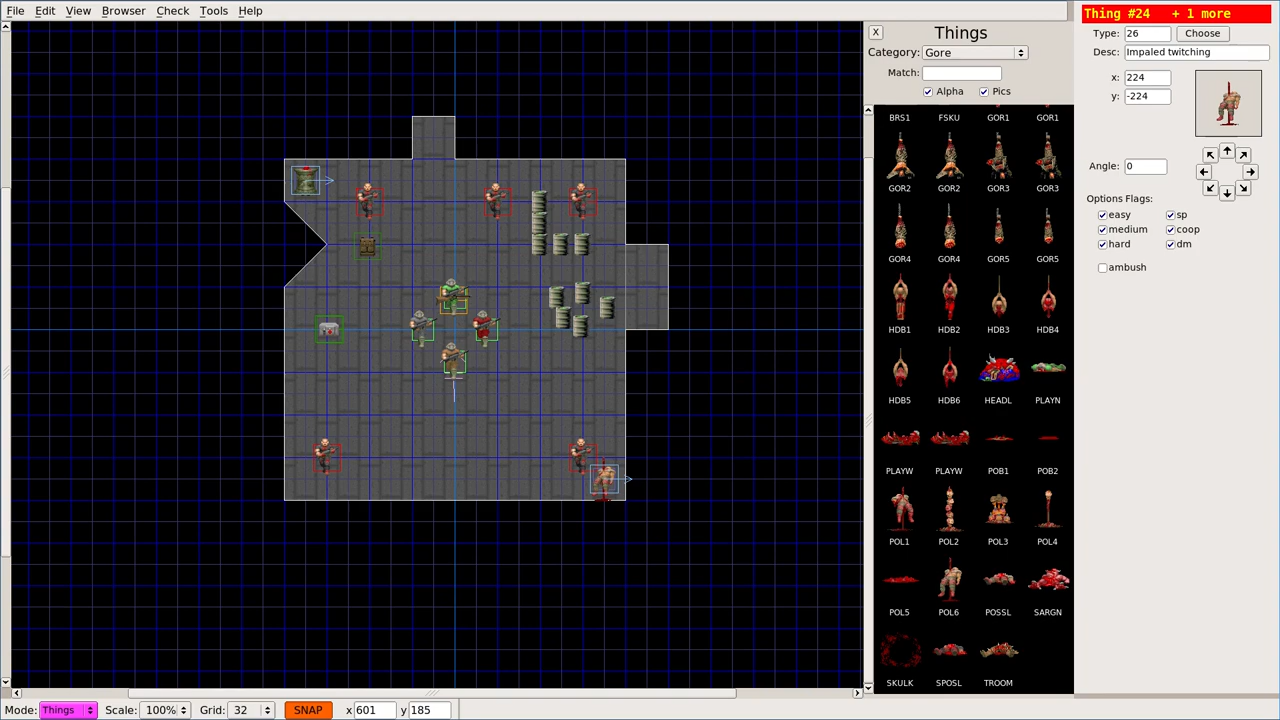 File Edit View Browser Check Tools Help
X Things
Category: Gore
Match:
Alpha Pics
BRS1 FSKU GOR1 GOR1
GOR2 GOR2 GOR3 GOR3
GOR4 GOR4 GOR5 GOR5
HDB1 HDB2 HDB3 HDB4
HDB5 HDB6 HEADL PLAYN
PLAYW PLAYW POB1 POB2
POL1 POL2 POL3 POL4
POL5 POL6 POSSL SARGN
SKULK SPOSL TROOM
Thing #24 + 1 more
Type: 26 Choose
Desc: Impaled twitching
x: 224
y: -224
Angle: 0
Options Flags:
easy sp
medium coop
hard dm
ambush
Mode: Things Scale: 100% Grid: 32 SNAP x 601 y 185